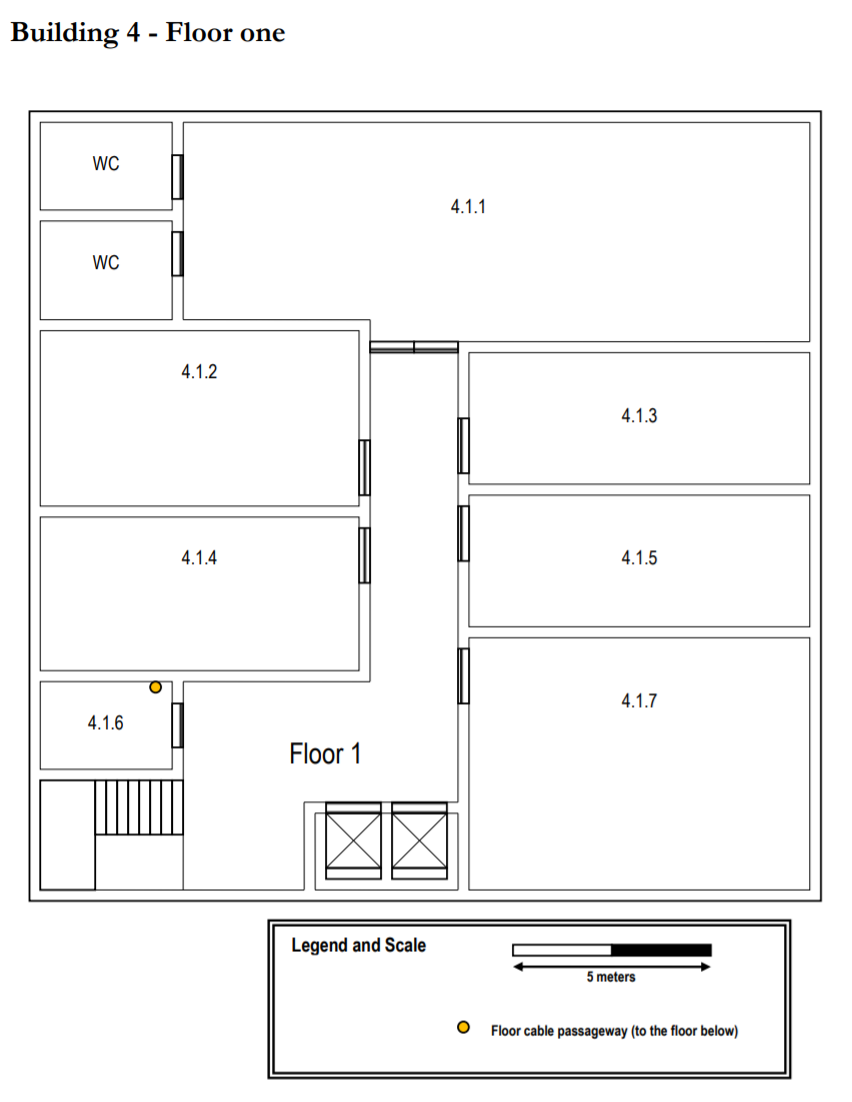 Building 4 - Floor one
WC
4.1.1
WC
4.1.2
4.1.3
4.1.4
4.1.5
4.1.6
4.1.7
Floor 1
Legend and Scale
5 meters
Floor cable passageway (to the floor below)